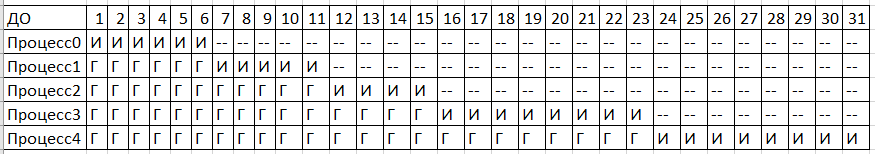 ДО 1 2 3 4 5 6 7 8 9 10 11 12 13 14 15 16 17 18 19 20 21 22 23 24 25 26 27 28 29 30 31
Процесс0 И И И И И И -- -- -- -- -- -- -- -- -- -- -- -- -- -- -- -- -- -- -- -- -- -- -- -- --
Процесс1 Г Г Г Г Г Г И И И И И -- -- -- -- -- -- -- -- -- -- -- -- -- -- -- -- -- -- -- --
Процесс2 Г Г Г Г Г Г Г Г Г Г Г И И И И -- -- -- -- -- -- -- -- -- -- -- -- -- -- -- --
Процесс3 Г Г Г Г Г Г Г Г Г Г Г Г Г Г Г И И И И И И И И -- -- -- -- -- -- -- --
Процесс4 Г Г Г Г Г Г Г Г Г Г Г Г Г Г Г Г Г Г Г Г Г Г Г И И И И И И И И